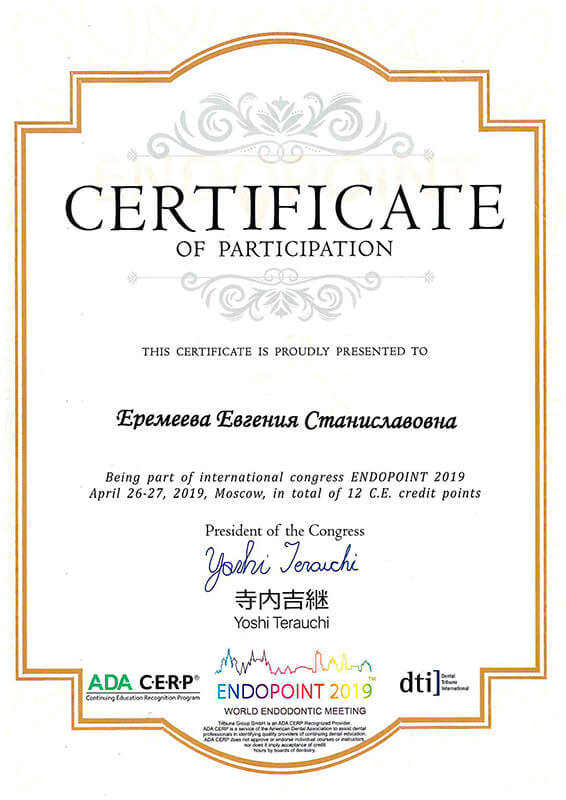 CERTIFICATE
OF PARTICIPATION
THIS CERTIFICATE IS PROUDLY PRESENTED TO
Еремеева Евгения Станиславовна
Being part of international congress ENDOPOINT 2019
April 26-27, 2019, Moscow, in total of 12 C.E. credit points
President of the Congress
Yoshi Terauchi
寺内吉継
Yoshi Terauchi
ADA CERP®
Continuing Education Recognition Program
ENDOPOINT 2019™
WORLD ENDODONTIC MEETING
dti
Dental
Tribune
International
Tribune Group GmbH is an ADA CERP Recognized Provider.
ADA CERP is a service of the American Dental Association to assist dental
professionals in identifying quality providers of continuing dental education.
ADA CERP does not approve or endorse individual courses or instructors,
nor does it imply acceptance of credit
hours by boards of dentistry.